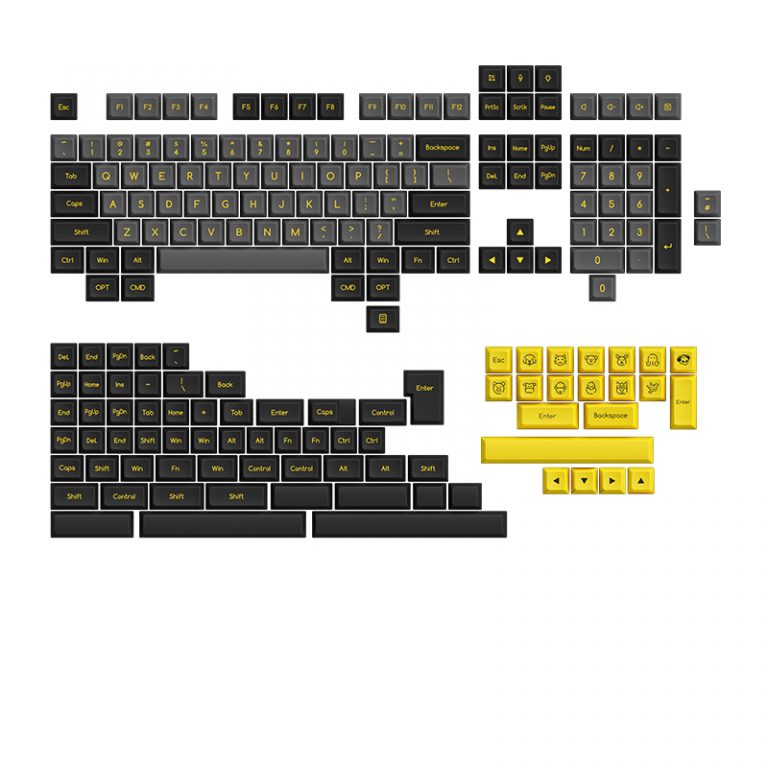 Esc F1 F2 F3 F4 F5 F6 F7 F8 F9 F10 F11 F12 PrtSc Scrlk Pause
~ ` ! 1 @ 2 # 3 $ 4 % 5 ^ 6 & 7 * 8 ( 9 ) 0 _ - + = Backspace Ins Home PgUp Num / * -
Tab Q W E R T Y U I O P { [ } ] | \ Del End PgDn 7 8 9 +
Caps A S D F G H J K L : ; " ' Enter 4 5 6 ~ #
Shift Z X C V B N M < , > . ? / Shift ▲ 1 2 3 ↵ | \
Ctrl Win Alt Alt Win Fn Ctrl ◀ ▼ ▶ 0 .
OPT CMD CMD OPT 0
Del End PgDn Back ~ `
PgUp Home Ins - | \ Back Enter
End PgUp PgDn Tab Home + Tab Enter Caps Control
PgDn Del End Shift Win Win Alt Alt Fn Fn Ctrl Ctrl
Caps Shift Win Fn Win Control Control Alt Alt Shift
Shift Control Shift Shift
Esc
Enter
Enter Backspace
◀ ▼ ▶ ▲